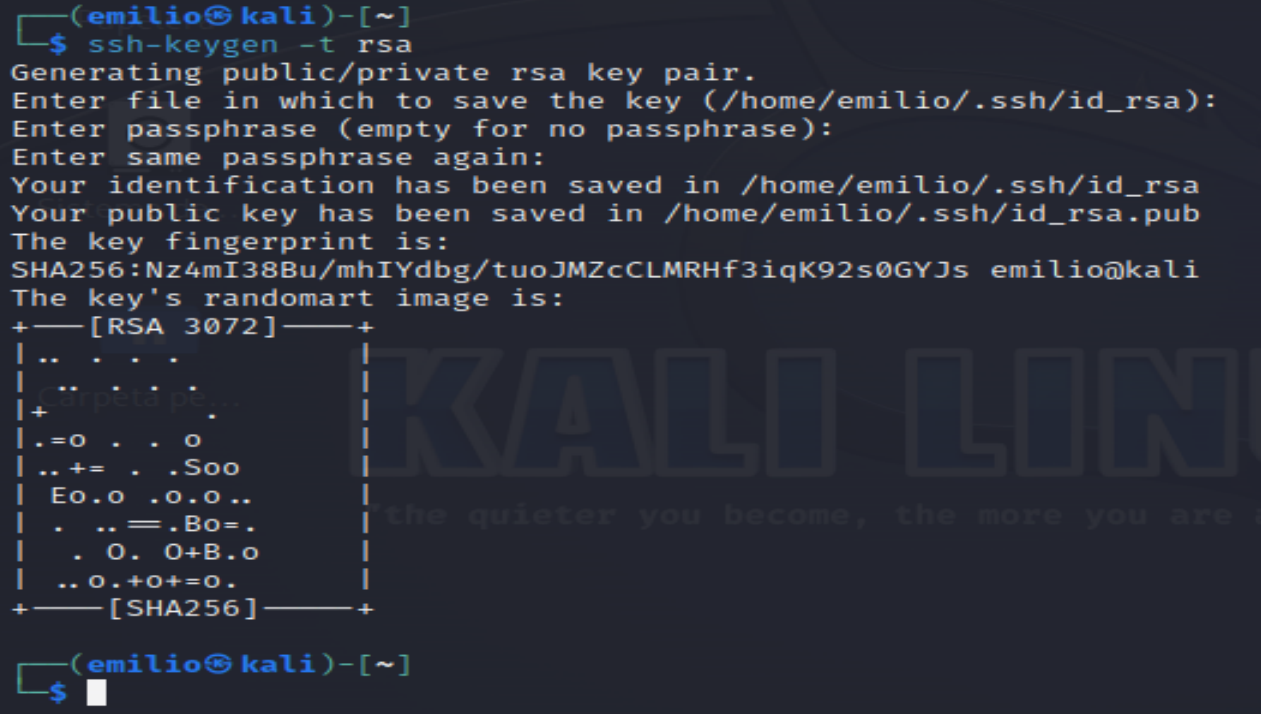 ┌──(emilio㉿kali)-[~]
└─$ ssh-keygen -t rsa
Generating public/private rsa key pair.
Enter file in which to save the key (/home/emilio/.ssh/id_rsa):
Enter passphrase (empty for no passphrase):
Enter same passphrase again:
Your identification has been saved in /home/emilio/.ssh/id_rsa
Your public key has been saved in /home/emilio/.ssh/id_rsa.pub
The key fingerprint is:
SHA256:Nz4mI38Bu/mhIYdbg/tuoJMZcCLMRHf3iqK92s0GYJs emilio@kali
The key's randomart image is:
+---[RSA 3072]----+
|.. . . .         |
| .. . . .        |
|+        .       |
|.=o . . o        |
|..+= . .Soo      |
| Eo.o .o.o..     |
| . ..==.Bo=.     |
|  . O. O+B.o     |
| ..o.+o+=o.      |
+----[SHA256]-----+
Carpeta pe...
KALI LIN
"the quieter you become, the more you are a
┌──(emilio㉿kali)-[~]
└─$